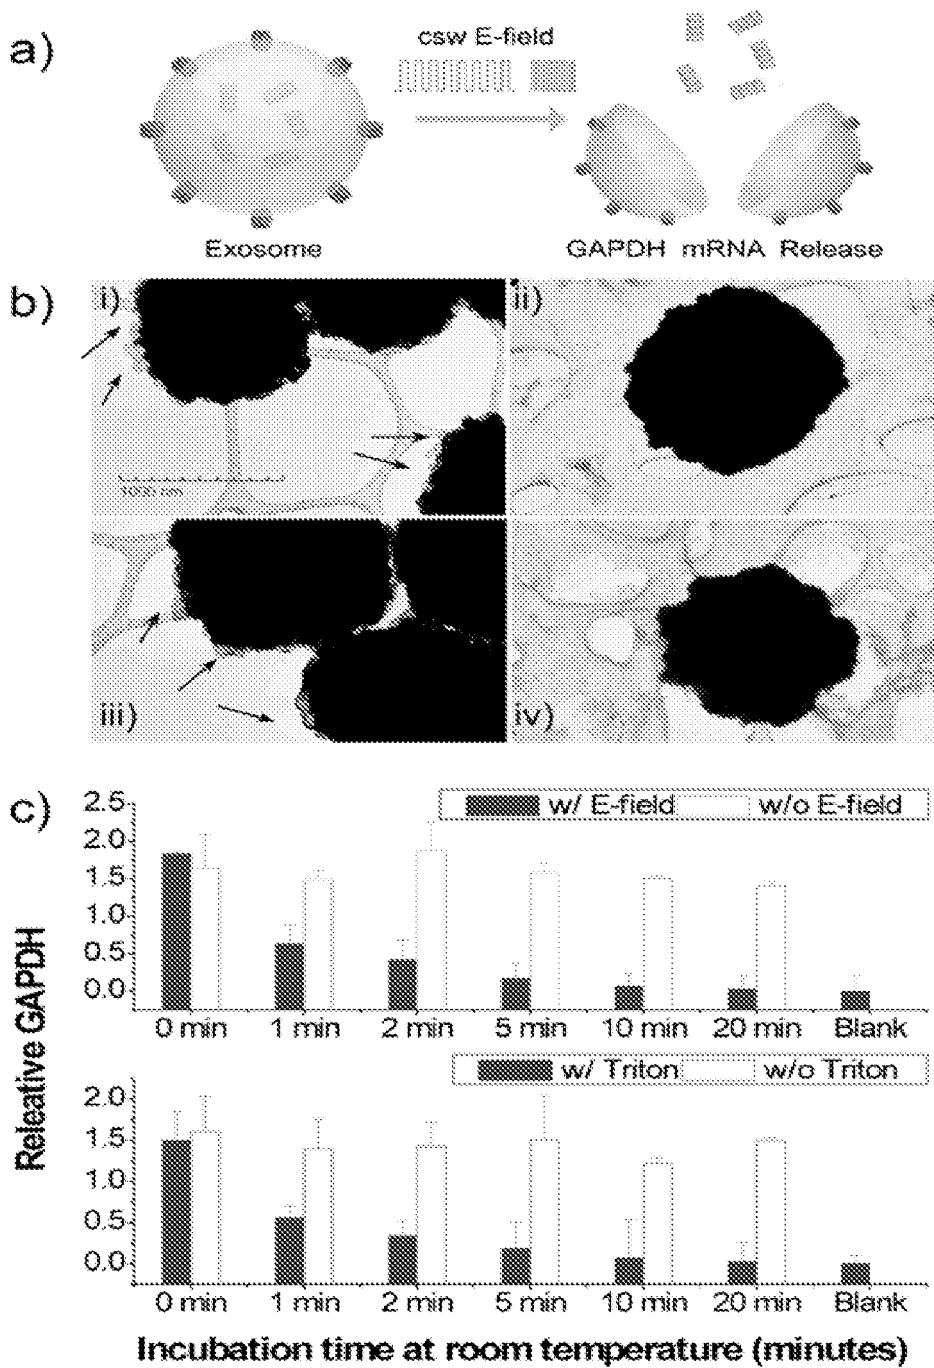 a)
csw E-field
Exosome
GAPDH mRNA Release
b)
i)
ii)
1000 nm
iii)
iv)
c)
Releative GAPDH
w/ E-field
w/o E-field
2.5
2.0
1.5
1.0
0.5
0.0
0 min
1 min
2 min
5 min
10 min
20 min
Blank
w/ Triton
w/o Triton
2.0
1.5
1.0
0.5
0.0
0 min
1 min
2 min
5 min
10 min
20 min
Blank
Incubation time at room temperature (minutes)